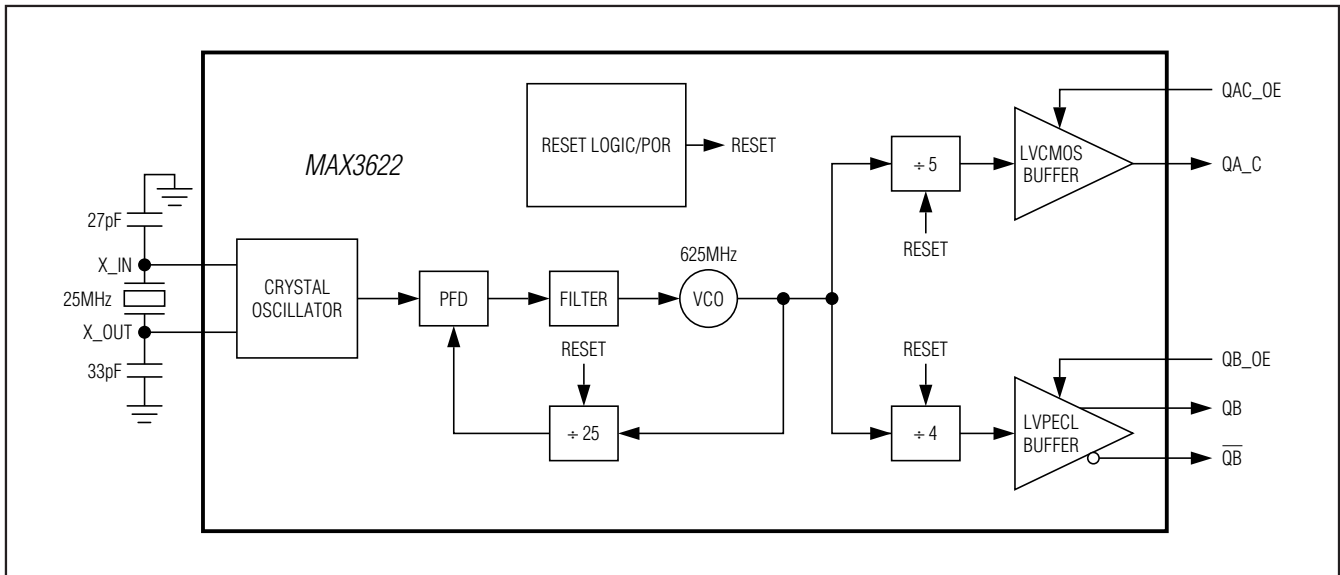 MAX3622
RESET LOGIC/POR
RESET
27pF
X_IN
25MHz
X_OUT
33pF
CRYSTAL
OSCILLATOR
PFD
FILTER
625MHz
VCO
RESET
÷ 25
÷ 5
RESET
LVCMOS
BUFFER
QAC_OE
QA_C
RESET
÷ 4
LVPECL
BUFFER
QB_OE
QB
Q̅B̅